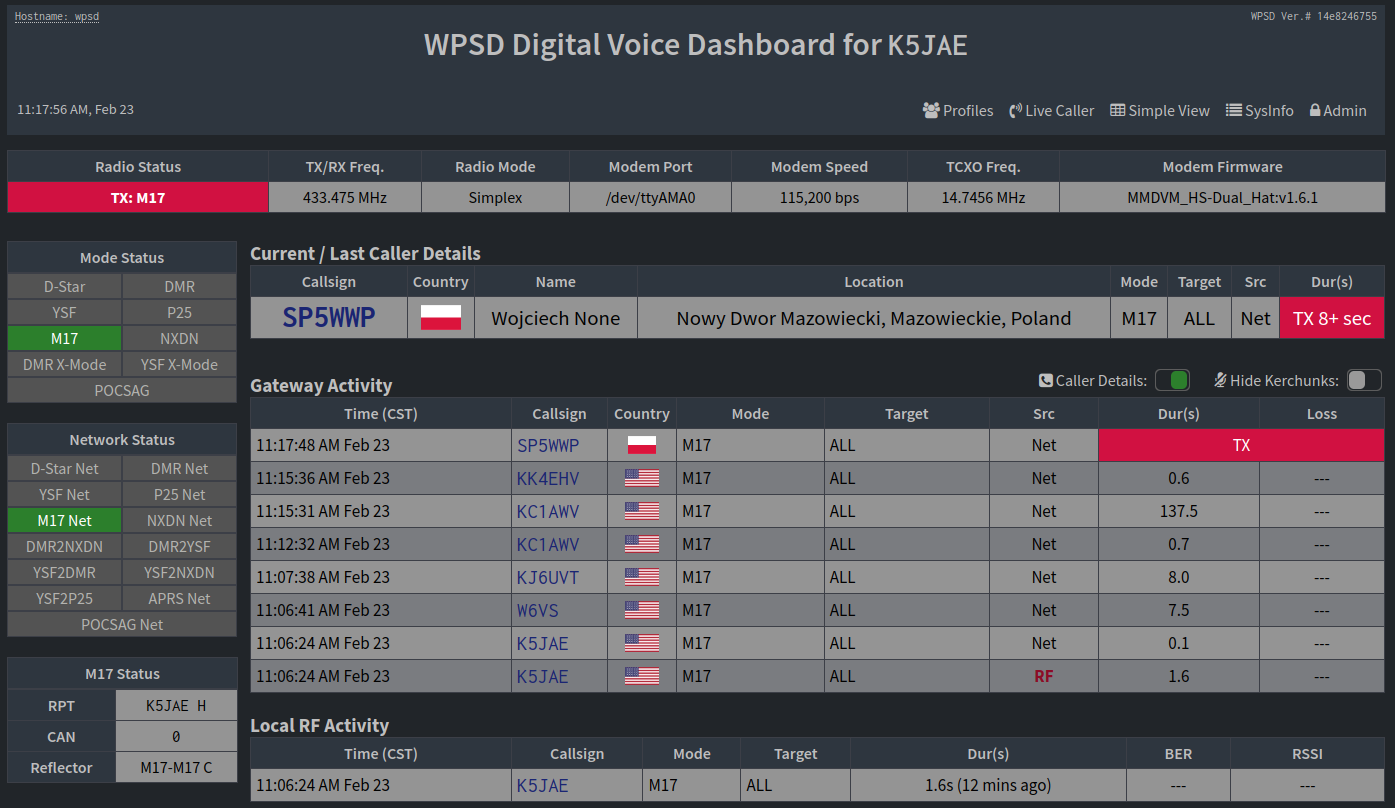 Hostname: wpsd WPSD Ver.# 14e8246755
WPSD Digital Voice Dashboard for K5JAE
11:17:56 AM, Feb 23 Profiles Live Caller Simple View SysInfo Admin
Radio Status TX/RX Freq. Radio Mode Modem Port Modem Speed TCXO Freq. Modem Firmware
TX: M17 433.475 MHz Simplex /dev/ttyAMA0 115,200 bps 14.7456 MHz MMDVM_HS-Dual_Hat:v1.6.1
Mode Status
D-Star DMR
YSF P25
M17 NXDN
DMR X-Mode YSF X-Mode
POCSAG
Network Status
D-Star Net DMR Net
YSF Net P25 Net
M17 Net NXDN Net
DMR2NXDN DMR2YSF
YSF2DMR YSF2NXDN
YSF2P25 APRS Net
POCSAG Net
M17 Status
RPT K5JAE H
CAN 0
Reflector M17-M17 C
Current / Last Caller Details
Callsign Country Name Location Mode Target Src Dur(s)
SP5WWP Wojciech None Nowy Dwor Mazowiecki, Mazowieckie, Poland M17 ALL Net TX 8+ sec
Gateway Activity Caller Details: Hide Kerchunks:
Time (CST) Callsign Country Mode Target Src Dur(s) Loss
11:17:48 AM Feb 23 SP5WWP M17 ALL Net TX
11:15:36 AM Feb 23 KK4EHV M17 ALL Net 0.6 ---
11:15:31 AM Feb 23 KC1AWV M17 ALL Net 137.5 ---
11:12:32 AM Feb 23 KC1AWV M17 ALL Net 0.7 ---
11:07:38 AM Feb 23 KJ6UVT M17 ALL Net 8.0 ---
11:06:41 AM Feb 23 W6VS M17 ALL Net 7.5 ---
11:06:24 AM Feb 23 K5JAE M17 ALL Net 0.1 ---
11:06:24 AM Feb 23 K5JAE M17 ALL RF 1.6 ---
Local RF Activity
Time (CST) Callsign Mode Target Dur(s) BER RSSI
11:06:24 AM Feb 23 K5JAE M17 ALL 1.6s (12 mins ago) --- ---